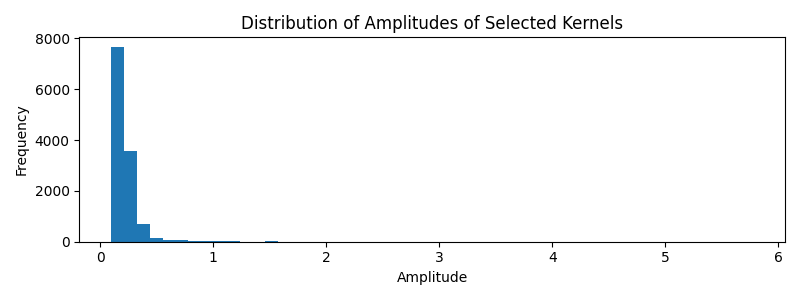 Distribution of Amplitudes of Selected Kernels
8000
6000
4000
2000
0
Frequency
0 1 2 3 4 5 6
Amplitude